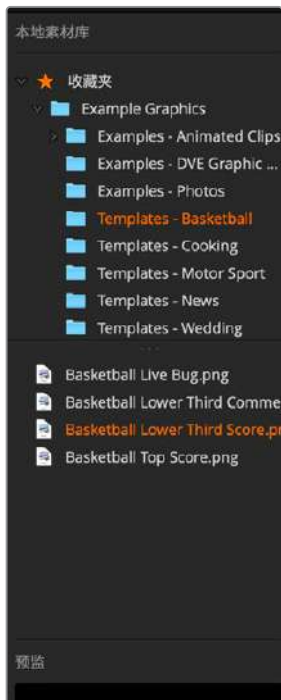 本地素材库
收藏夹
Example Graphics
Examples - Animated Clips
Examples - DVE Graphic ...
Examples - Photos
Templates - Basketball
Templates - Cooking
Templates - Motor Sport
Templates - News
Templates - Wedding
Basketball Live Bug.png
Basketball Lower Third Comme
Basketball Lower Third Score.pn
Basketball Top Score.png
预监